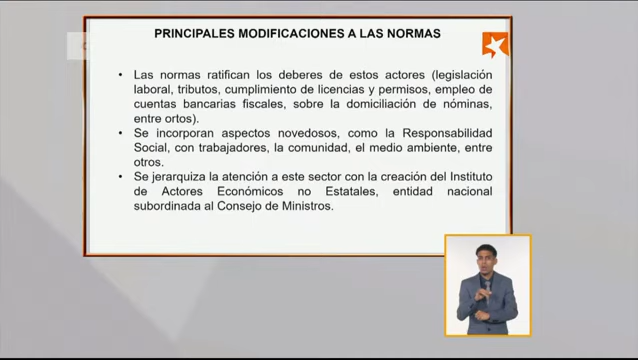 PRINCIPALES MODIFICACIONES A LAS NORMAS
• Las normas ratifican los deberes de estos actores (legislación
laboral, tributos, cumplimiento de licencias y permisos, empleo de
cuentas bancarias fiscales, sobre la domiciliación de nóminas,
entre ortos).
• Se incorporan aspectos novedosos, como la Responsabilidad
Social, con trabajadores, la comunidad, el medio ambiente, entre
otros.
• Se jerarquiza la atención a este sector con la creación del Instituto
de Actores Económicos no Estatales, entidad nacional
subordinada al Consejo de Ministros.